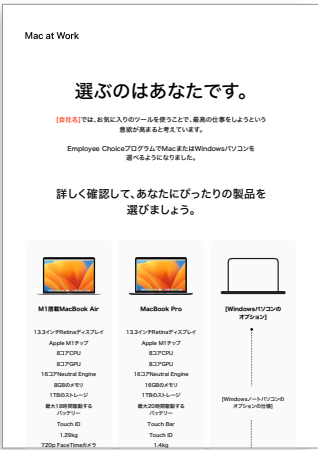 Mac at Work
選ぶのはあなたです。
[会社名]では、お気に入りのツールを使うことで、最高の仕事をしようという
意欲が高まると考えています。
Employee ChoiceプログラムでMacまたはWindowsパソコンを
選べるようになりました。
詳しく確認して、あなたにぴったりの製品を
選びましょう。
M1搭載MacBook Air
13.3インチRetinaディスプレイ
Apple M1チップ
8コアCPU
8コアGPU
16コアNeutral Engine
8GBのメモリ
1TBのストレージ
最大18時間駆動する
バッテリー
Touch ID
1.29kg
720p FaceTimeカメラ
MacBook Pro
13.3インチRetinaディスプレイ
Apple M1チップ
8コアCPU
8コアGPU
16コアNeutral Engine
16GBのメモリ
1TBのストレージ
最大20時間駆動する
バッテリー
Touch Bar
Touch ID
1.4kg
[Windowsパソコンの
オプション]
[Windowsノートパソコンの
オプションの仕様]